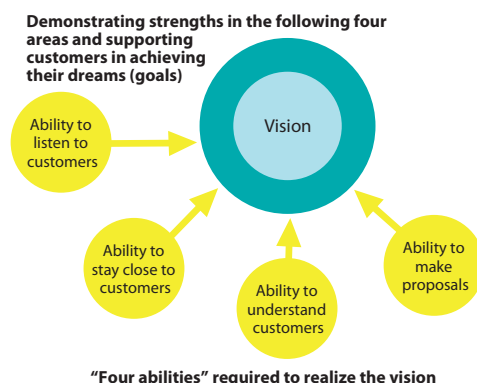 Demonstrating strengths in the following four
areas and supporting
customers in achieving
their dreams (goals)
Vision
Ability to
listen to
customers
Ability to
stay close to
customers
Ability to
understand
customers
Ability to
make
proposals
“Four abilities” required to realize the vision